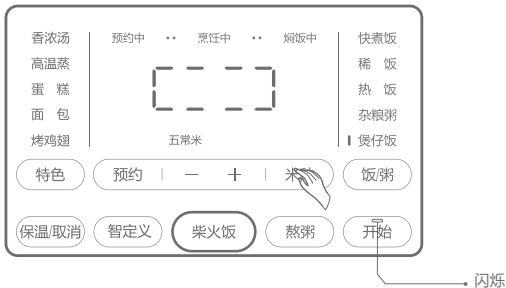 香浓汤
高温蒸
蛋 糕
面 包
烤鸡翅
预约中 ·· 烹饪中 ·· 焖饭中
五常米
快煮饭
稀 饭
热 饭
杂粮粥
煲仔饭
特色 预约 — + 米 饭/粥
保温/取消 智定义 柴火饭 熬粥 开始
闪烁